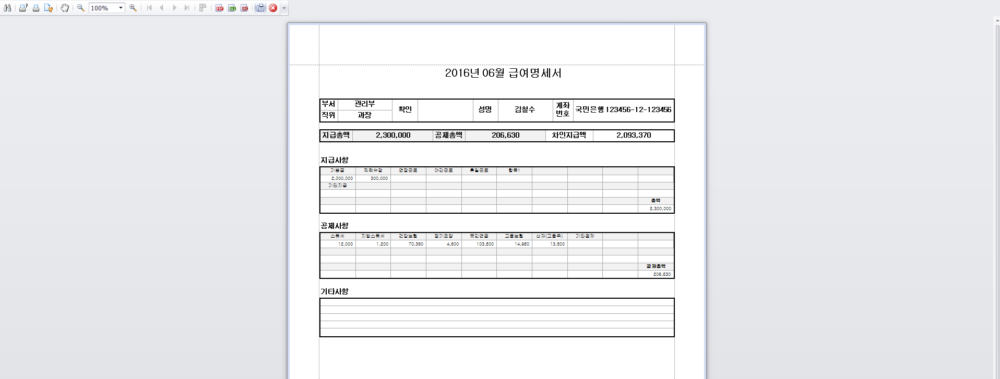 100%
PDF XLS IMG
2016년 06월 급여명세서
부서 관리부 확인 성명 김철수 계좌번호 국민은행 123456-12-123456
직위 과장
지급총액 2,300,000 공제총액 206,630 차인지급액 2,093,370
지급사항
기본급 직책수당 연장근로 야간근로 휴일근로 항목1
2,000,000 300,000
기타지급
총액
2,300,000
공제사항
소득세 지방소득세 건강보험 장기요양 국민연금 고용보험 산재(고용주) 기타공제
12,000 1,200 70,380 4,600 103,500 14,950 13,800
공제총액
206,630
기타사항